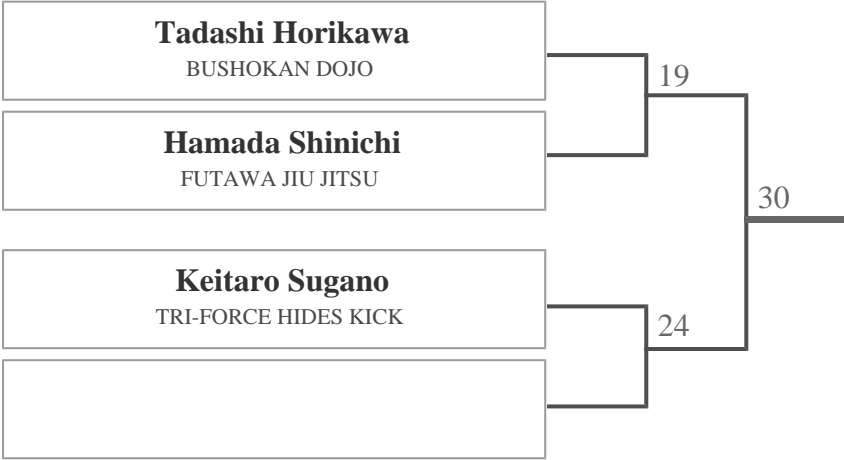 Tadashi Horikawa
BUSHOKAN DOJO
19
Hamada Shinichi
FUTAWA JIU JITSU
30
Keitaro Sugano
TRI-FORCE HIDES KICK
24